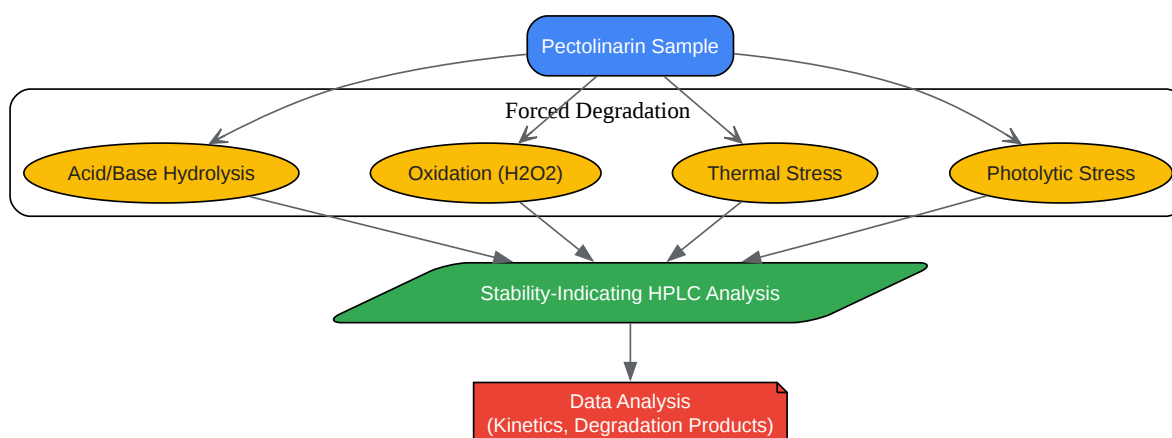 Pectolinarin Sample
Forced Degradation
Acid/Base Hydrolysis
Oxidation (H2O2)
Thermal Stress
Photolytic Stress
Stability-Indicating HPLC Analysis
Data Analysis
(Kinetics, Degradation Products)